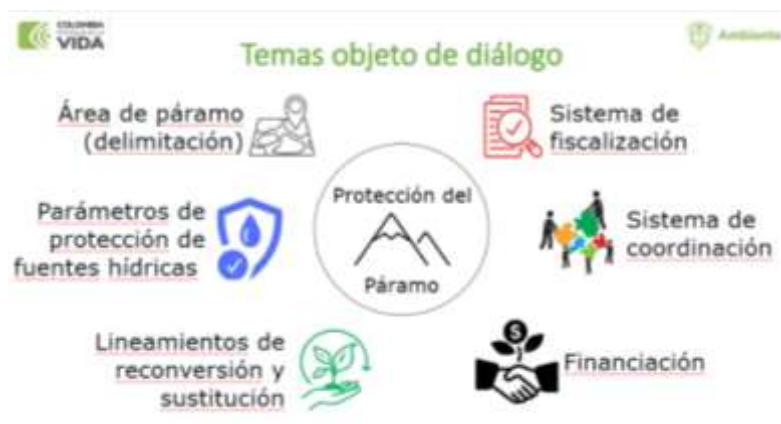 COLOMBIA
VIDA
Ambiente
Temas objeto de diálogo
Área de páramo
(delimitación)
Parámetros de
protección de
fuentes hídricas
Lineamientos de
reconversión y
sustitución
Protección del
Páramo
Sistema de
fiscalización
Sistema de
coordinación
S
Financiación